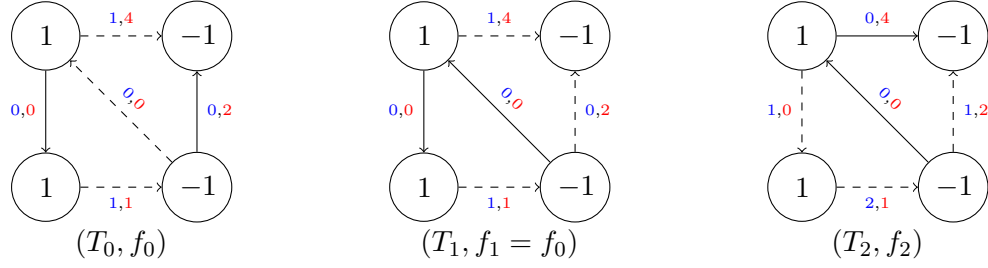 1 1,4 −1 1 1,4 −1 1 0,4 −1
0,0 0,0 0,2 0,0 0,0 0,2 1,0 0,0 1,2
1 1,1 −1 1 1,1 −1 1 2,1 −1
(T0, f0) (T1, f1 = f0) (T2, f2)